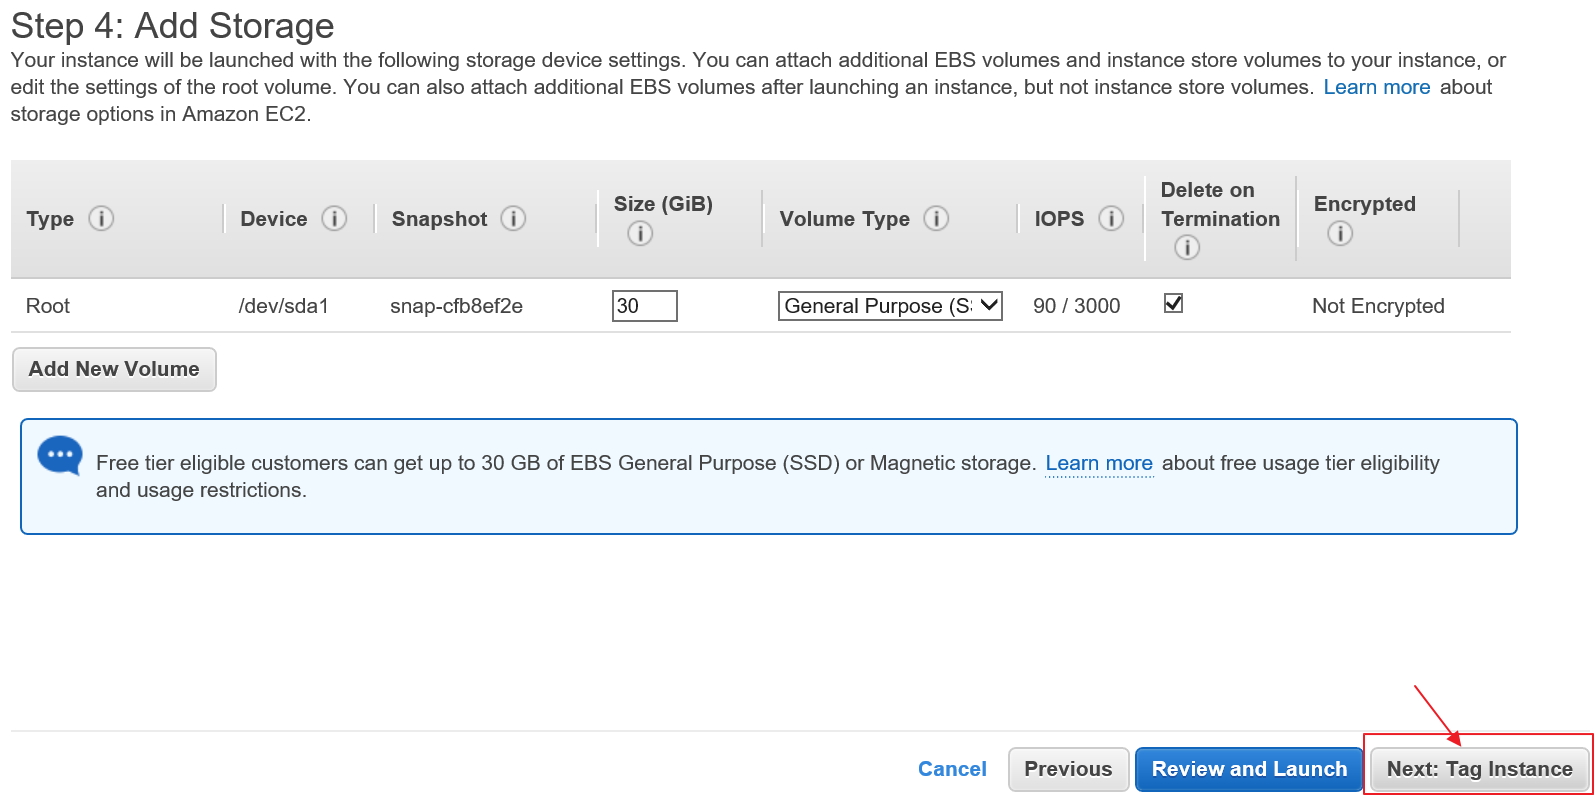 Step 4: Add Storage
Your instance will be launched with the following storage device settings. You can attach additional EBS volumes and instance store volumes to your instance, or
edit the settings of the root volume. You can also attach additional EBS volumes after launching an instance, but not instance store volumes. Learn more about
storage options in Amazon EC2.
Type i Device i Snapshot i Size (GiB) i Volume Type i IOPS i Delete on Termination i Encrypted i
Root /dev/sda1 snap-cfb8ef2e 30 General Purpose (S 90 / 3000 Not Encrypted
Add New Volume
Free tier eligible customers can get up to 30 GB of EBS General Purpose (SSD) or Magnetic storage. Learn more about free usage tier eligibility
and usage restrictions.
Cancel Previous Review and Launch Next: Tag Instance